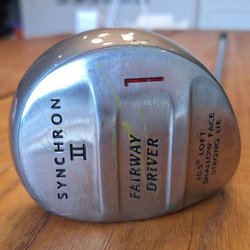 SYNCHRON
II
1
FAIRWAY
DRIVER
10.5° LOFT
SHALLOW FACE
STRONG LIE